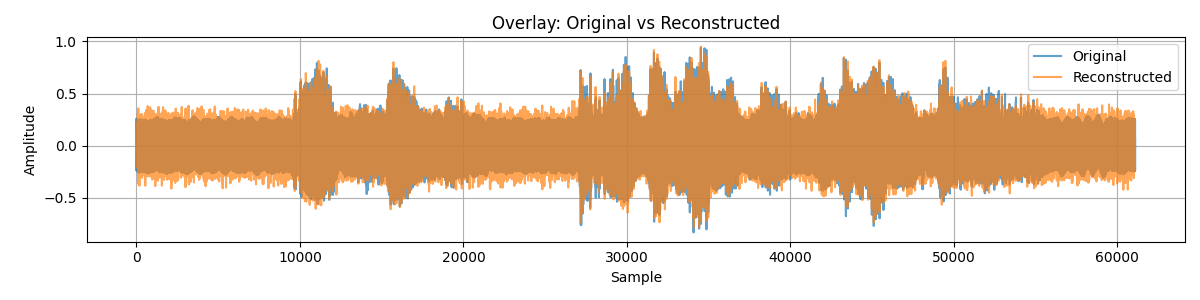 Overlay: Original vs Reconstructed
1.0
0.5
0.0
−0.5
Amplitude
Original
Reconstructed
0
10000
20000
30000
40000
50000
60000
Sample